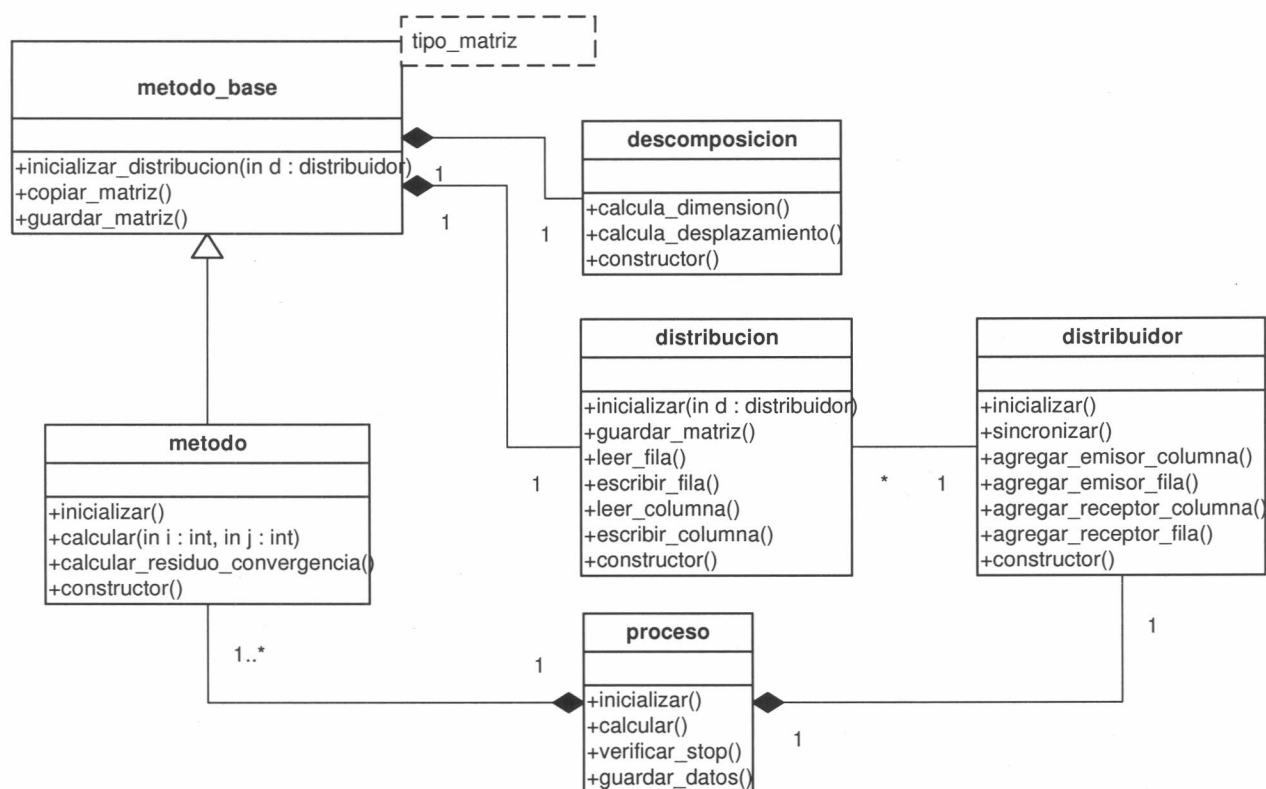 tipo_matriz
metodo_base
+inicializar_distribucion(in d : distribuidor)
+copiar_matriz()
+guardar_matriz()
1
1
descomposicion
+calcula_dimension()
+calcula_desplazamiento()
+constructor()
1
distribucion
+inicializar(in d : distribuidor)
+guardar_matriz()
+leer_fila()
+escribir_fila()
+leer_columna()
+escribir_columna()
+constructor()
1
*
1
distribuidor
+inicializar()
+sincronizar()
+agregar_emisor_columna()
+agregar_emisor_fila()
+agregar_receptor_columna()
+agregar_receptor_fila()
+constructor()
1
metodo
+inicializar()
+calcular(in i : int, in j : int)
+calcular_residuo_convergencia()
+constructor()
1..*
1
proceso
+inicializar()
+calcular()
+verificar_stop()
+guardar_datos()
1